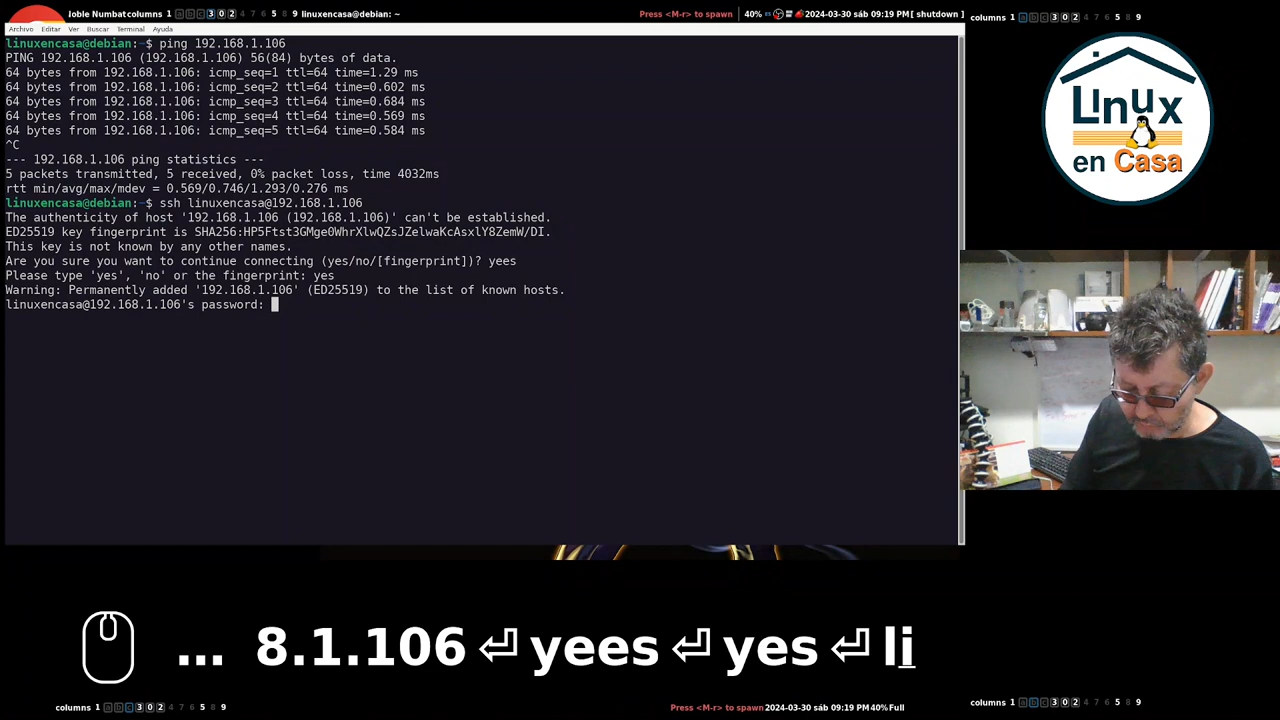 Noble Numbat columns 1 a b c 3 0 2 4 7 6 5 8 9 linuxencasa@debian: ~
Press <M-r> to spawn 40% ES 2024-03-30 sáb 09:19 PM [ shutdown ]
columns 1 a b c 3 0 2 4 7 6 5 8 9
Archivo Editar Ver Buscar Terminal Ayuda
linuxencasa@debian:~$ ping 192.168.1.106
PING 192.168.1.106 (192.168.1.106) 56(84) bytes of data.
64 bytes from 192.168.1.106: icmp_seq=1 ttl=64 time=1.29 ms
64 bytes from 192.168.1.106: icmp_seq=2 ttl=64 time=0.602 ms
64 bytes from 192.168.1.106: icmp_seq=3 ttl=64 time=0.684 ms
64 bytes from 192.168.1.106: icmp_seq=4 ttl=64 time=0.569 ms
64 bytes from 192.168.1.106: icmp_seq=5 ttl=64 time=0.584 ms
^C
--- 192.168.1.106 ping statistics ---
5 packets transmitted, 5 received, 0% packet loss, time 4032ms
rtt min/avg/max/mdev = 0.569/0.746/1.293/0.276 ms
linuxencasa@debian:~$ ssh linuxencasa@192.168.1.106
The authenticity of host '192.168.1.106 (192.168.1.106)' can't be established.
ED25519 key fingerprint is SHA256:HP5Ftst3GMge0WhrXlwQZsJZelwaKcAsxlY8ZemW/DI.
This key is not known by any other names.
Are you sure you want to continue connecting (yes/no/[fingerprint])? yees
Please type 'yes', 'no' or the fingerprint: yes
Warning: Permanently added '192.168.1.106' (ED25519) to the list of known hosts.
linuxencasa@192.168.1.106's password:
Linux
en Casa
... 8.1.106⏎yees⏎yes⏎li
columns 1 a b c 3 0 2 4 7 6 5 8 9
Press <M-r> to spawn 2024-03-30 sáb 09:19 PM 40% Full
columns 1 a b c 3 0 2 4 7 6 5 8 9